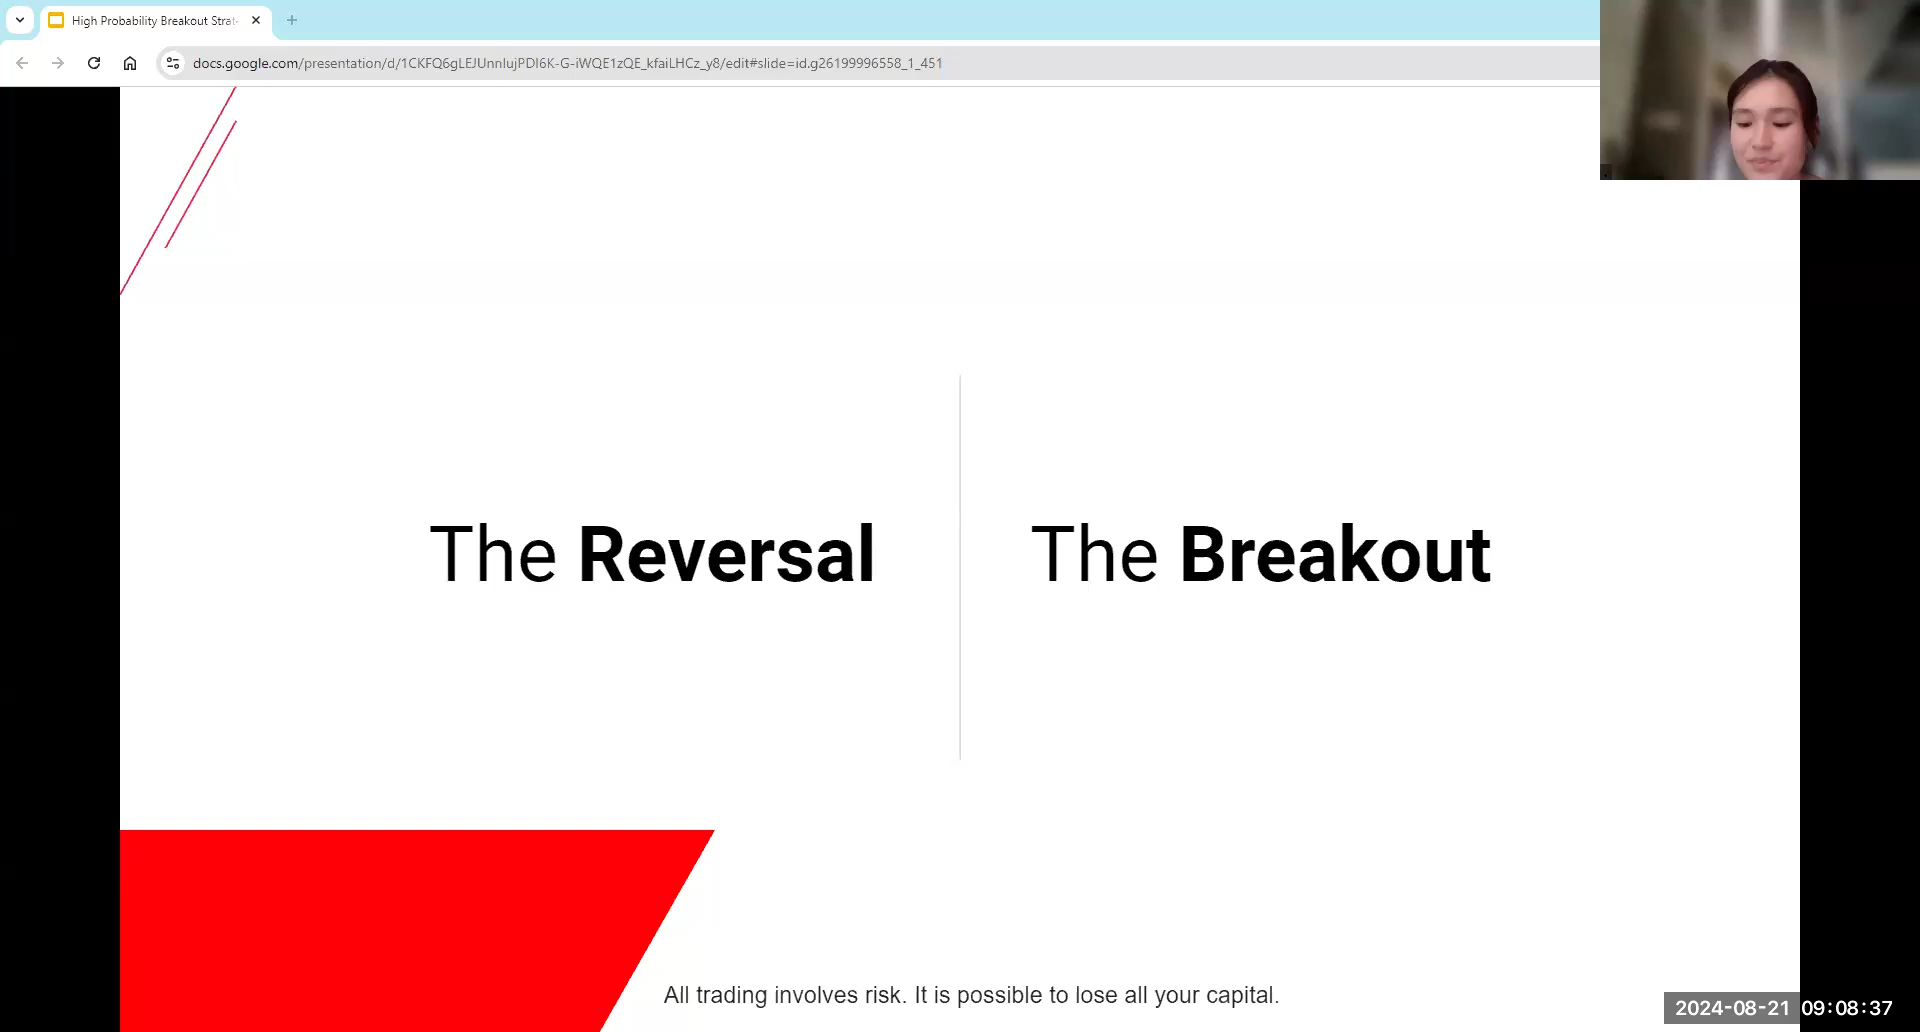 High Probability Breakout Strat
docs.google.com/presentation/d/1CKFQ6gLEJUnnlujPDI6K-G-iWQE1zQE_kfaiLHCz_y8/edit#slide=id.g26199996558_1_451
The Reversal
The Breakout
All trading involves risk. It is possible to lose all your capital.
2024-08-21 09:08:37